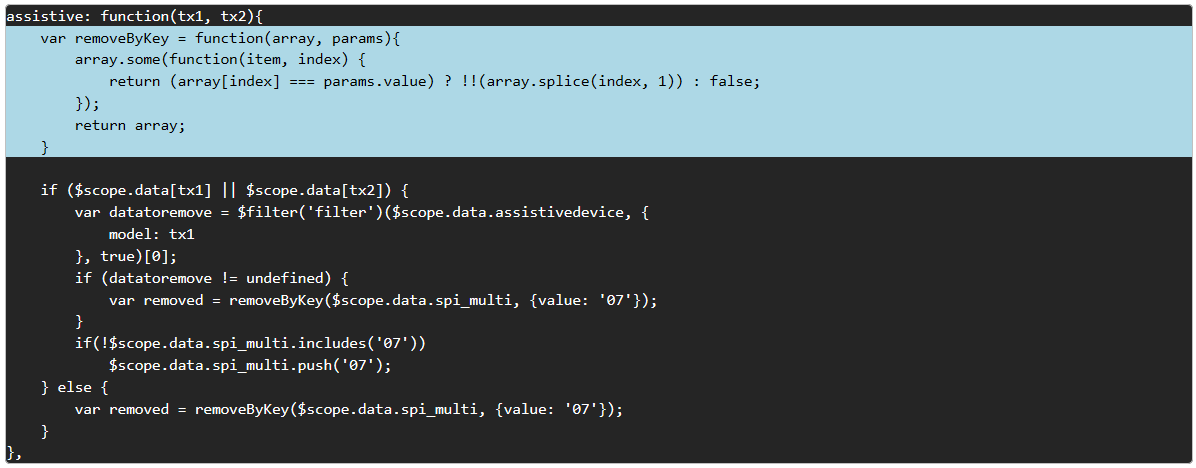 assistive: function(tx1, tx2){
    var removeByKey = function(array, params){
        array.some(function(item, index) {
            return (array[index] === params.value) ? !!(array.splice(index, 1)) : false;
        });
        return array;
    }
    if ($scope.data[tx1] || $scope.data[tx2]) {
        var datatoremove = $filter('filter')($scope.data.assistivedevice, {
            model: tx1
        }, true)[0];
        if (datatoremove != undefined) {
            var removed = removeByKey($scope.data.spi_multi, {value: '07'});
        }
        if(!$scope.data.spi_multi.includes('07'))
            $scope.data.spi_multi.push('07');
    } else {
        var removed = removeByKey($scope.data.spi_multi, {value: '07'});
    }
},